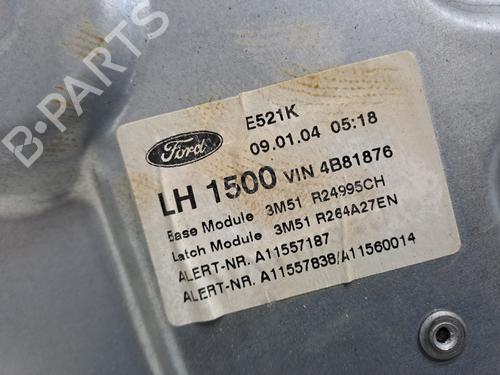 B-PARTS
Ford
E521K
09.01.04 05:18
LH 1500 VIN 4B81876
Base Module 3M51 R24995CH
Latch Module 3M51 R264A27EN
ALERT-NR. A11557187
ALERT-NR. A11557838/A11560014